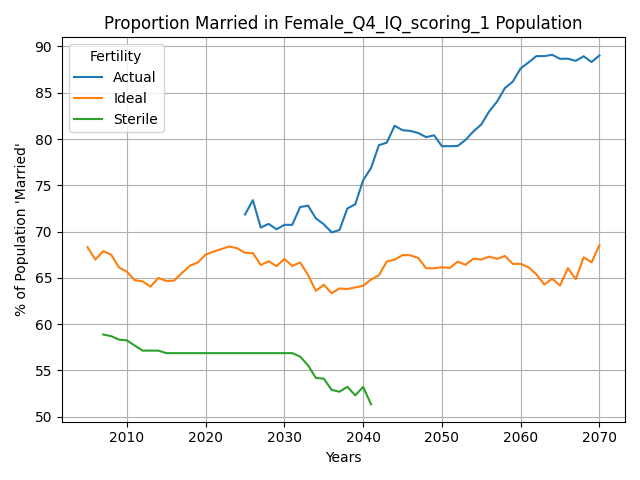 Proportion Married in Female_Q4_IQ_scoring_1 Population
% of Population 'Married'
90
85
80
75
70
65
60
55
50
Fertility
Actual
Ideal
Sterile
2010 2020 2030 2040 2050 2060 2070
Years